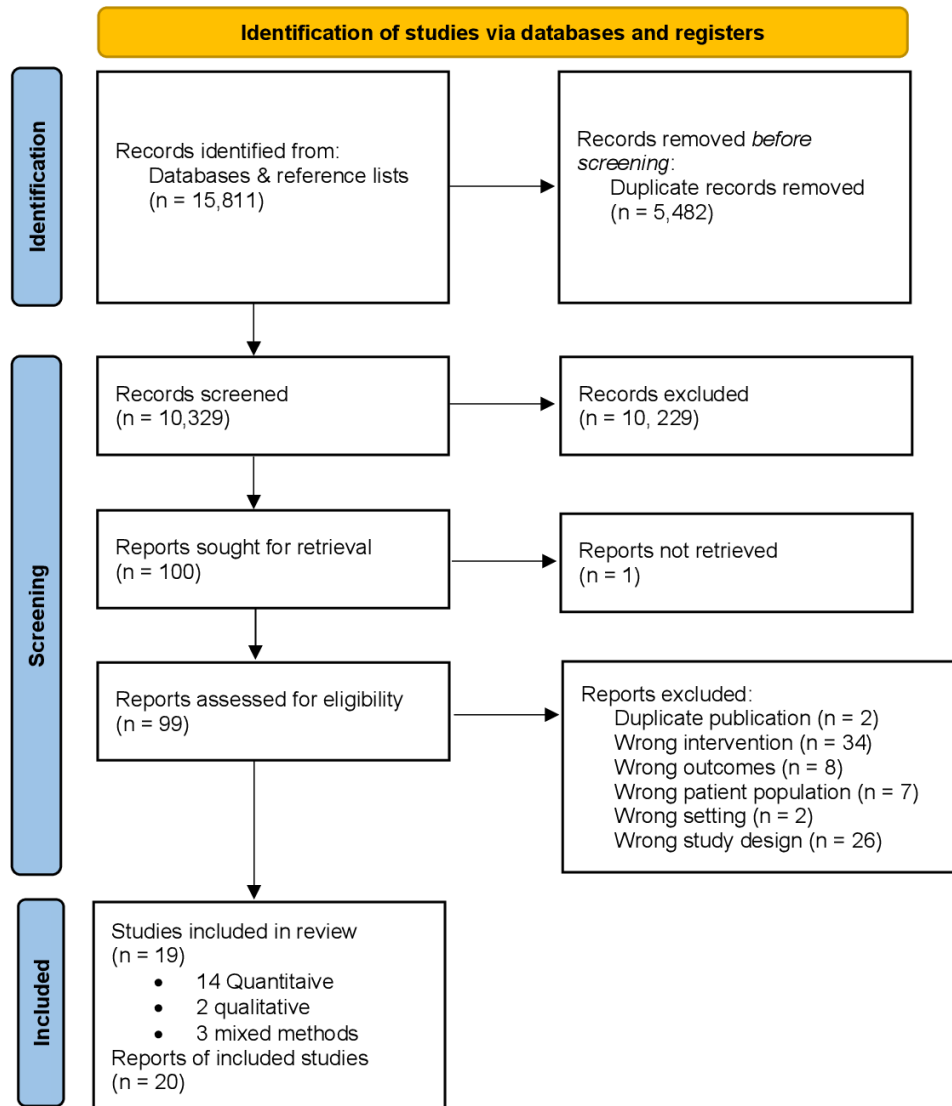 Identification of studies via databases and registers
Identification
Records identified from:
Databases & reference lists
(n = 15,811)
Records removed before
screening:
Duplicate records removed
(n = 5,482)
Screening
Records screened
(n = 10,329)
Records excluded
(n = 10, 229)
Reports sought for retrieval
(n = 100)
Reports not retrieved
(n = 1)
Reports assessed for eligibility
(n = 99)
Reports excluded:
Duplicate publication (n = 2)
Wrong intervention (n = 34)
Wrong outcomes (n = 8)
Wrong patient population (n = 7)
Wrong setting (n = 2)
Wrong study design (n = 26)
Included
Studies included in review
(n = 19)
• 14 Quantitaive
• 2 qualitative
• 3 mixed methods
Reports of included studies
(n = 20)